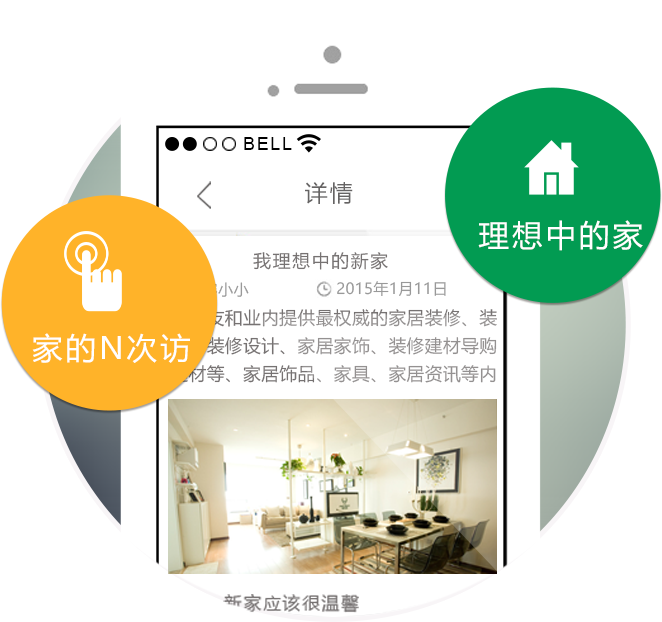 BELL
详情
理想中的家
我理想中的新家
小小
2015年1月11日
家的N次访
友和业内提供最权威的家居装修、装
装修设计、家居家饰、装修建材导购
材等、家居饰品、家具、家居资讯等内
新家应该很温馨